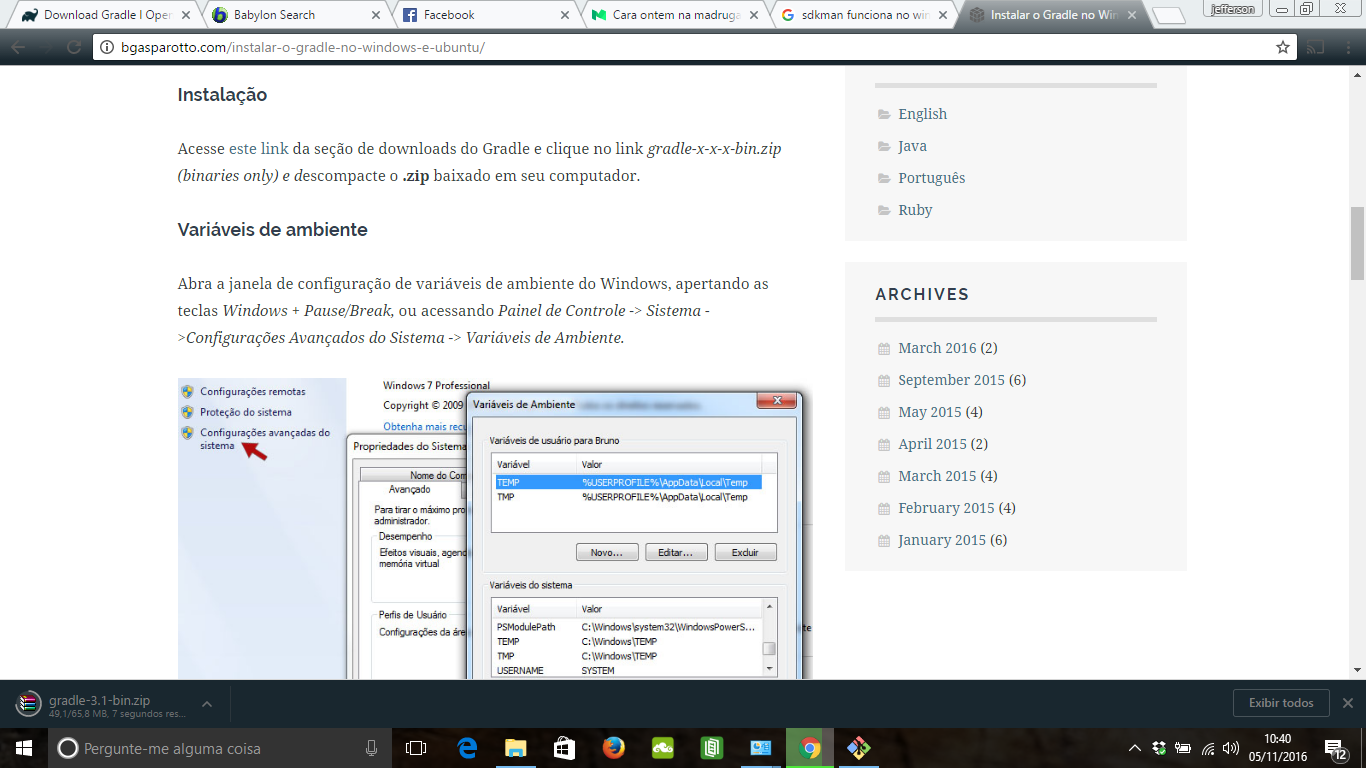 Download Gradle | Open
Babylon Search
Facebook
Cara ontem na madruga
sdkman funciona no win
Instalar o Gradle no Win
jefferson
bgasparotto.com/instalar-o-gradle-no-windows-e-ubuntu/
Instalação
Acesse este link da seção de downloads do Gradle e clique no link gradle-x-x-x-bin.zip
(binaries only) e descompacte o .zip baixado em seu computador.
Variáveis de ambiente
Abra a janela de configuração de variáveis de ambiente do Windows, apertando as
teclas Windows + Pause/Break, ou acessando Painel de Controle -> Sistema -
>Configurações Avançados do Sistema -> Variáveis de Ambiente.
Configurações remotas
Proteção do sistema
Configurações avançadas do
sistema
Windows 7 Professional
Copyright © 2009
Obtenha mais recu
Propriedades do Sistema
Nome do Com
Avançado
Para tirar o máximo pro
administrador.
Desempenho
Efeitos visuais, agend
memória virtual
Perfis de Usuário
Configurações da áre
Variáveis de Ambiente
Variáveis de usuário para Bruno
Variável Valor
TEMP %USERPROFILE%\AppData\Local\Temp
TMP %USERPROFILE%\AppData\Local\Temp
Novo... Editar... Excluir
Variáveis do sistema
Variável Valor
PSModulePath C:\Windows\system32\WindowsPowerS...
TEMP C:\Windows\TEMP
TMP C:\Windows\TEMP
USERNAME SYSTEM
English
Java
Português
Ruby
ARCHIVES
March 2016 (2)
September 2015 (6)
May 2015 (4)
April 2015 (2)
March 2015 (4)
February 2015 (4)
January 2015 (6)
gradle-3.1-bin.zip
49,1/65,8 MB, 7 segundos res...
Exibir todos
Pergunte-me alguma coisa
10:40
05/11/2016
12